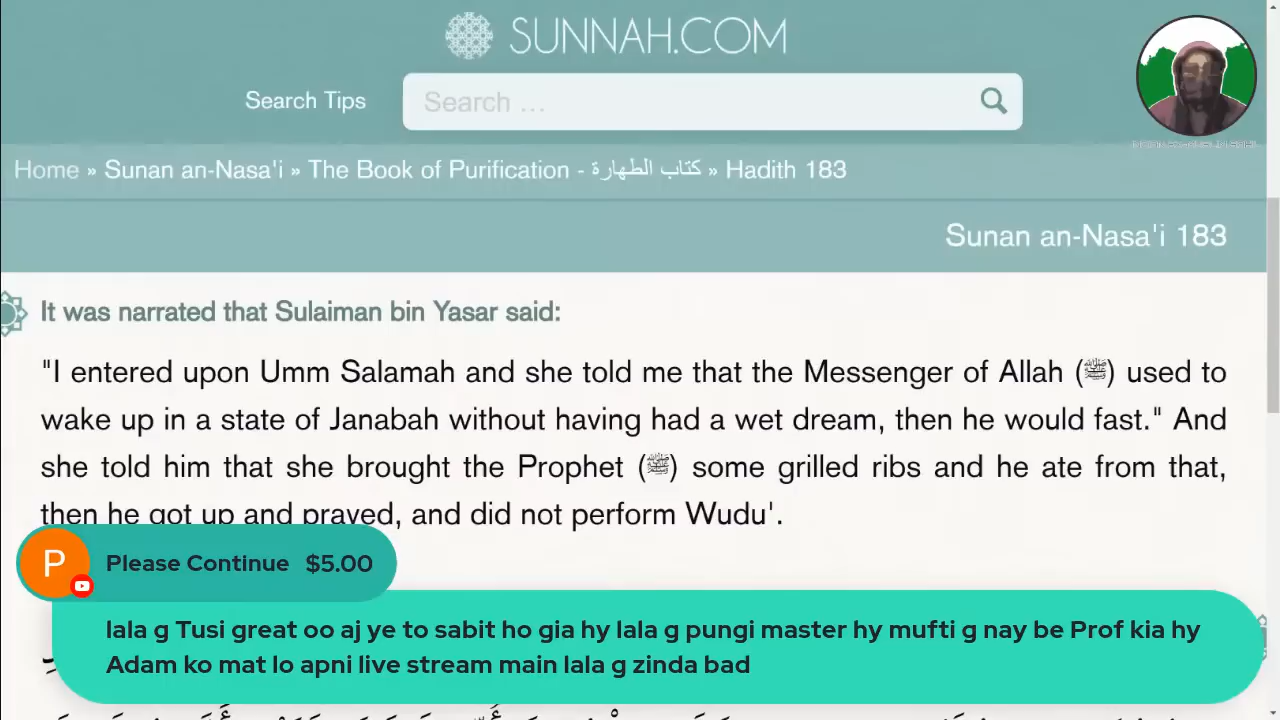 SUNNAH.COM
Search Tips
Search ...
Home » Sunan an-Nasa'i » The Book of Purification - كتاب الطهارة » Hadith 183
Sunan an-Nasa'i 183
It was narrated that Sulaiman bin Yasar said:
"I entered upon Umm Salamah and she told me that the Messenger of Allah (ﷺ) used to
wake up in a state of Janabah without having had a wet dream, then he would fast." And
she told him that she brought the Prophet (ﷺ) some grilled ribs and he ate from that,
then he got up and prayed, and did not perform Wudu'.
P
Please Continue $5.00
lala g Tusi great oo aj ye to sabit ho gia hy lala g pungi master hy mufti g nay be Prof kia hy
Adam ko mat lo apni live stream main lala g zinda bad